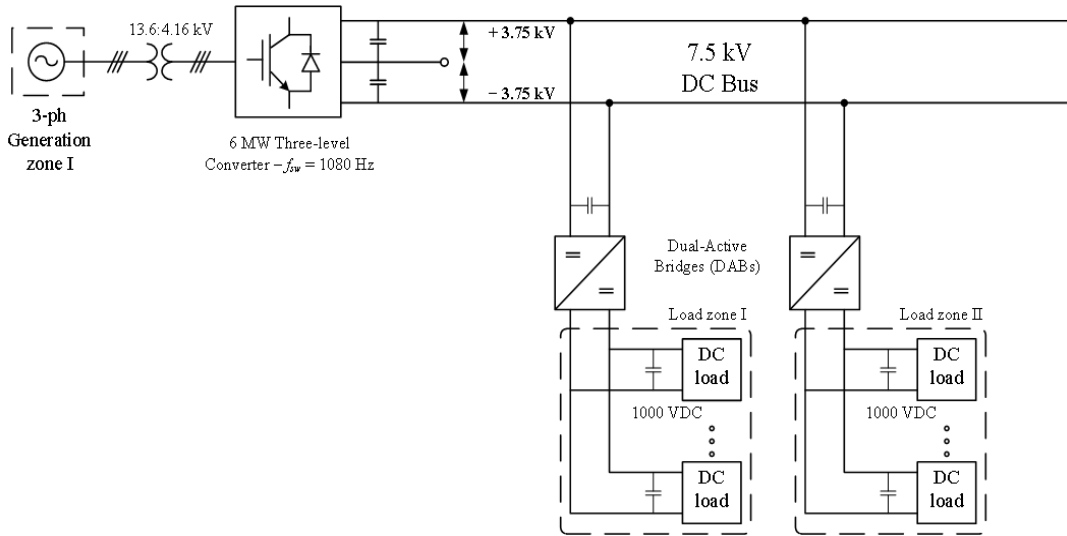 13.6:4.16 kV
3-ph
Generation
zone I
6 MW Three-level
Converter – fsw = 1080 Hz
+ 3.75 kV
– 3.75 kV
7.5 kV
DC Bus
Dual-Active
Bridges (DABs)
Load zone I
DC
load
1000 VDC
DC
load
Load zone II
DC
load
1000 VDC
DC
load